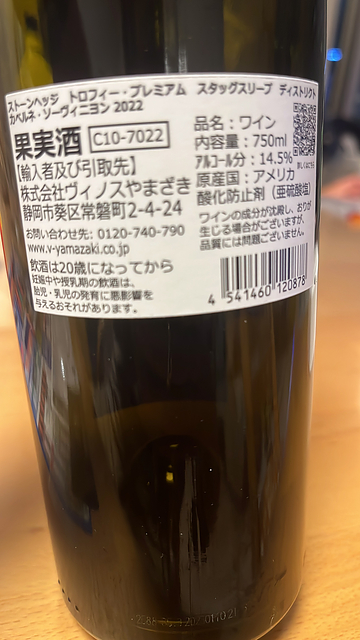 ストーンヘッジ トロフィー・プレミアム スタッグスリープ ディストリクト
カベルネ・ソーヴィニヨン 2022
果実酒 C10-7022
【輸入者及び引取先】
株式会社ヴィノスやまざき
静岡市葵区常磐町2-4-24
お問い合わせ先: 0120-740-790
www.v-yamazaki.co.jp
飲酒は20歳になってから
妊娠中や授乳期の飲酒は、
胎児・乳児の発育に悪影響を
与えるおそれがあります。
品名：ワイン
内容量：750ml
アルコール分：14.5%
原産国：アメリカ
酸化防止剤（亜硫酸塩）
ワインの成分が沈殿し、おりが
生じる場合がございますが、
品質には問題ございません。
4 541460 120878